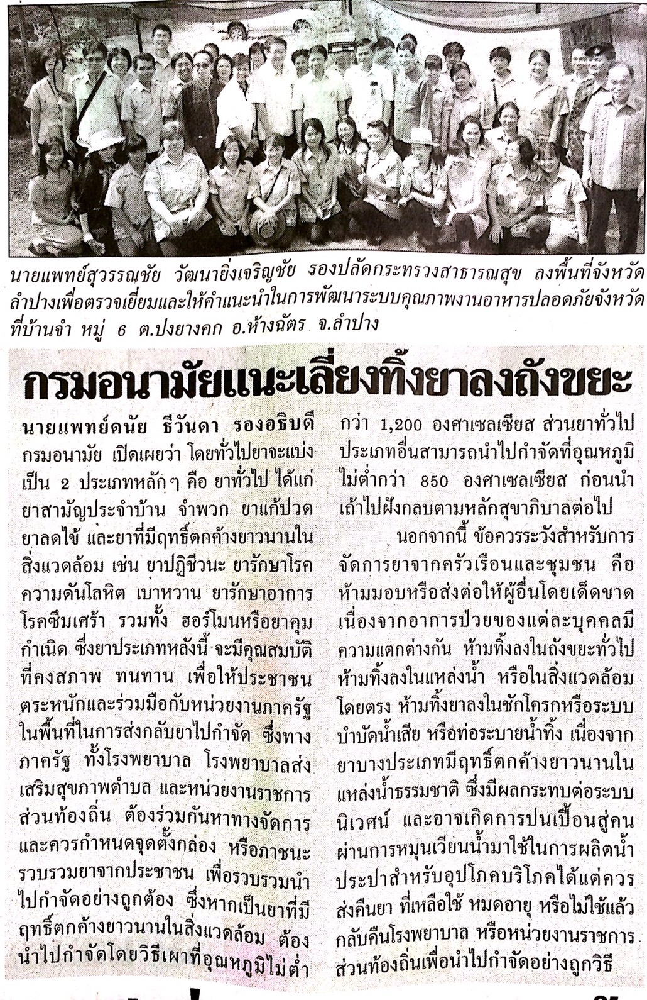 นายแพทย์สุวรรณชัย วัฒนายิ่งเจริญชัย รองปลัดกระทรวงสาธารณสุข ลงพื้นที่จังหวัด
ลำปางเพื่อตรวจเยี่ยมและให้คำแนะนำในการพัฒนาระบบคุณภาพงานอาหารปลอดภัยจังหวัด
ที่บ้านจำ หมู่ 6 ต.ปงยางคก อ.ห้างฉัตร จ.ลำปาง
กรมอนามัยแนะเลี่ยงทิ้งยาลงถังขยะ
นายแพทย์ดนัย ธีวันดา รองอธิบดี
กรมอนามัย เปิดเผยว่า โดยทั่วไปยาจะแบ่ง
เป็น 2 ประเภทหลักๆ คือ ยาทั่วไป ได้แก่
ยาสามัญประจำบ้าน จำพวก ยาแก้ปวด
ยาลดไข้ และยาที่มีฤทธิ์ตกค้างยาวนานใน
สิ่งแวดล้อม เช่น ยาปฏิชีวนะ ยารักษาโรค
ความดันโลหิต เบาหวาน ยารักษาอาการ
โรคซึมเศร้า รวมทั้ง ฮอร์โมนหรือยาคุม
กำเนิด ซึ่งยาประเภทหลังนี้ จะมีคุณสมบัติ
ที่คงสภาพ ทนทาน เพื่อให้ประชาชน
ตระหนักและร่วมมือกับหน่วยงานภาครัฐ
ในพื้นที่ในการส่งกลับยาไปกำจัด ซึ่งทาง
ภาครัฐ ทั้งโรงพยาบาล โรงพยาบาลส่ง
เสริมสุขภาพตำบล และหน่วยงานราชการ
ส่วนท้องถิ่น ต้องร่วมกันหาทางจัดการ
และควรกำหนดจุดตั้งกล่อง หรือภาชนะ
รวบรวมยาจากประชาชน เพื่อรวบรวมนำ
ไปกำจัดอย่างถูกต้อง ซึ่งหากเป็นยาที่มี
ฤทธิ์ตกค้างยาวนานในสิ่งแวดล้อม ต้อง
นำไปกำจัดโดยวิธีเผาที่อุณหภูมิไม่ต่ำ
กว่า 1,200 องศาเซลเซียส ส่วนยาทั่วไป
ประเภทอื่นสามารถนำไปกำจัดที่อุณหภูมิ
ไม่ต่ำกว่า 850 องศาเซลเซียส ก่อนนำ
เถ้าไปฝังกลบตามหลักสุขาภิบาลต่อไป
นอกจากนี้ ข้อควรระวังสำหรับการ
จัดการยาจากครัวเรือนและชุมชน คือ
ห้ามมอบหรือส่งต่อให้ผู้อื่นโดยเด็ดขาด
เนื่องจากอาการป่วยของแต่ละบุคคลมี
ความแตกต่างกัน ห้ามทิ้งลงในถังขยะทั่วไป
ห้ามทิ้งลงในแหล่งน้ำ หรือในสิ่งแวดล้อม
โดยตรง ห้ามทิ้งยาลงในชักโครกหรือระบบ
บำบัดน้ำเสีย หรือท่อระบายน้ำทิ้ง เนื่องจาก
ยาบางประเภทมีฤทธิ์ตกค้างยาวนานใน
แหล่งน้ำธรรมชาติ ซึ่งมีผลกระทบต่อระบบ
นิเวศน์ และอาจเกิดการปนเปื้อนสู่คน
ผ่านการหมุนเวียนน้ำมาใช้ในการผลิตน้ำ
ประปาสำหรับอุปโภคบริโภคได้แต่ควร
ส่งคืนยา ที่เหลือใช้ หมดอายุ หรือไม่ใช้แล้ว
กลับคืนโรงพยาบาล หรือหน่วยงานราชการ
ส่วนท้องถิ่นเพื่อนำไปกำจัดอย่างถูกวิธี